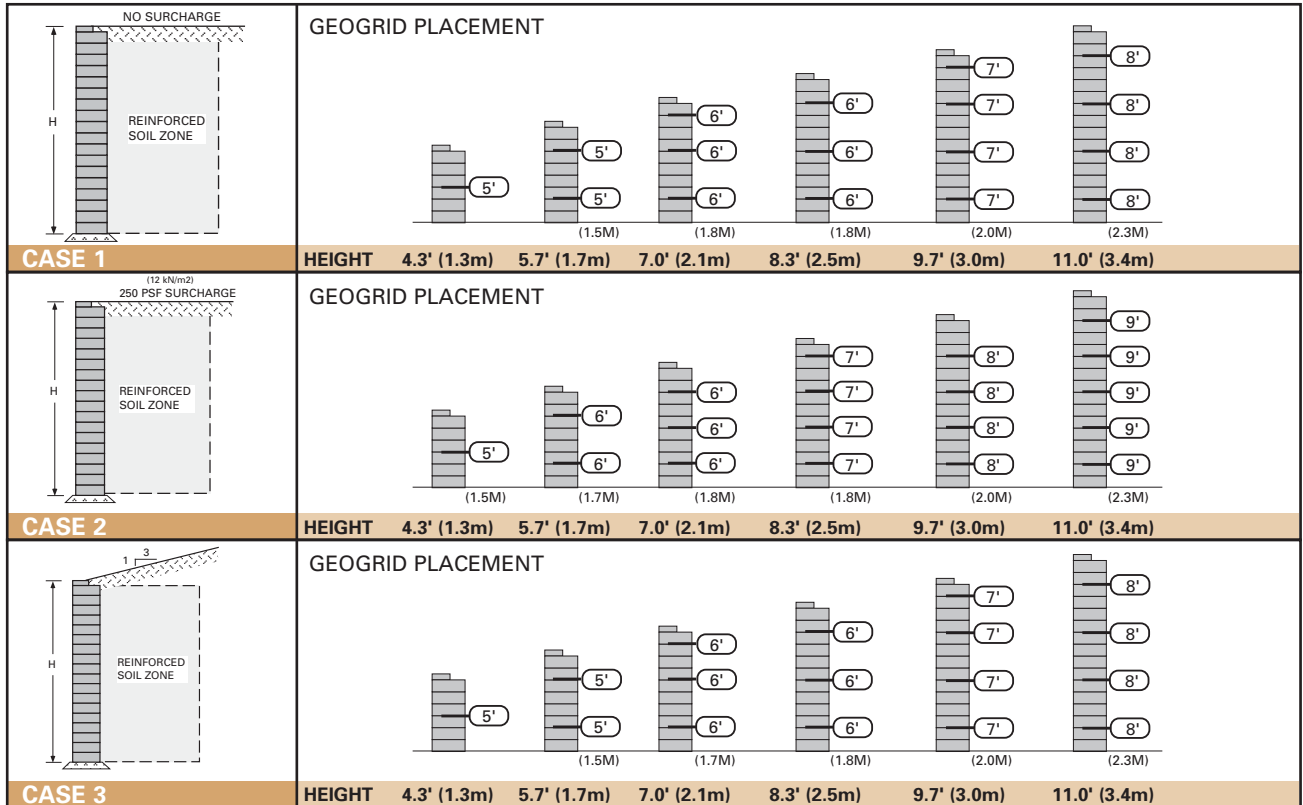 NO SURCHARGE
H
REINFORCED
SOIL ZONE
CASE 1
GEOGRID PLACEMENT
5'
5'
5'
6'
6'
6'
6'
6'
6'
7'
7'
7'
7'
8'
8'
8'
8'
(1.5M) (1.8M) (1.8M) (2.0M) (2.3M)
HEIGHT 4.3' (1.3m) 5.7' (1.7m) 7.0' (2.1m) 8.3' (2.5m) 9.7' (3.0m) 11.0' (3.4m)
(12 kN/m2)
250 PSF SURCHARGE
H
REINFORCED
SOIL ZONE
CASE 2
GEOGRID PLACEMENT
5'
6'
6'
6'
6'
6'
7'
7'
7'
7'
8'
8'
8'
8'
9'
9'
9'
9'
9'
(1.5M) (1.7M) (1.8M) (1.8M) (2.0M) (2.3M)
HEIGHT 4.3' (1.3m) 5.7' (1.7m) 7.0' (2.1m) 8.3' (2.5m) 9.7' (3.0m) 11.0' (3.4m)
3
1
H
REINFORCED
SOIL ZONE
CASE 3
GEOGRID PLACEMENT
5'
5'
5'
6'
6'
6'
6'
6'
6'
7'
7'
7'
7'
8'
8'
8'
8'
(1.5M) (1.7M) (1.8M) (2.0M) (2.3M)
HEIGHT 4.3' (1.3m) 5.7' (1.7m) 7.0' (2.1m) 8.3' (2.5m) 9.7' (3.0m) 11.0' (3.4m)